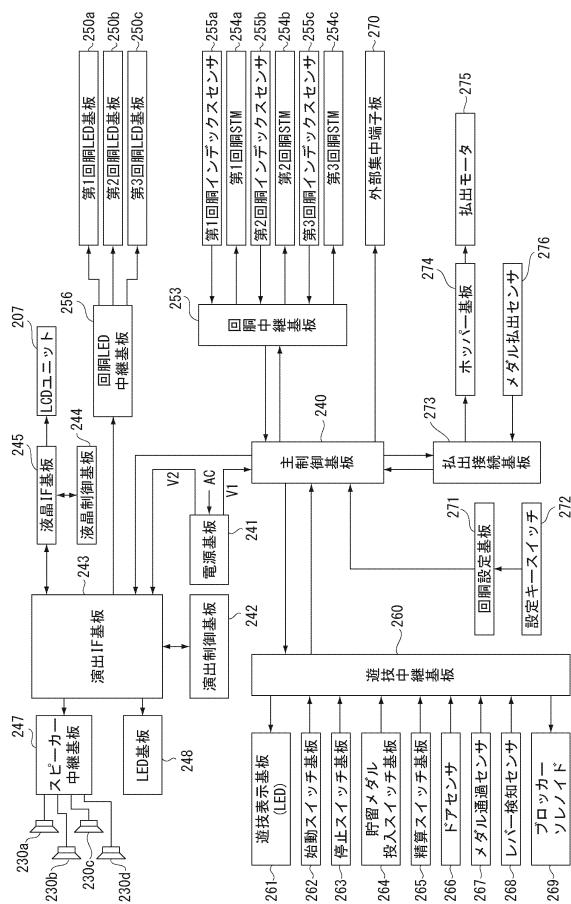 230a
230b
230c
230d
247
スピーカー
中継基板
LED基板
248
243
演出IF基板
245
液晶IF基板
207
LCDユニット
244
液晶制御基板
256
回胴LED
中継基板
250a
第1回胴LED基板
250b
第2回胴LED基板
250c
第3回胴LED基板
242
演出制御基板
241
電源基板
V2
AC
V1
240
主制御基板
253
回胴中継基板
255a
第1回胴インデックスセンサ
254a
第1回胴STM
255b
第2回胴インデックスセンサ
254b
第2回胴STM
255c
第3回胴インデックスセンサ
254c
第3回胴STM
270
外部集中端子板
273
払出接続基板
274
ホッパー基板
275
払出モータ
276
メダル払出センサ
271
回胴設定基板
272
設定キースイッチ
260
遊技中継基板
261
遊技表示基板
(LED)
262
始動スイッチ基板
263
停止スイッチ基板
264
貯留メダル
投入スイッチ基板
265
精算スイッチ基板
266
ドアセンサ
267
メダル通過センサ
268
レバー検知センサ
269
ブロッカー
ソレノイド